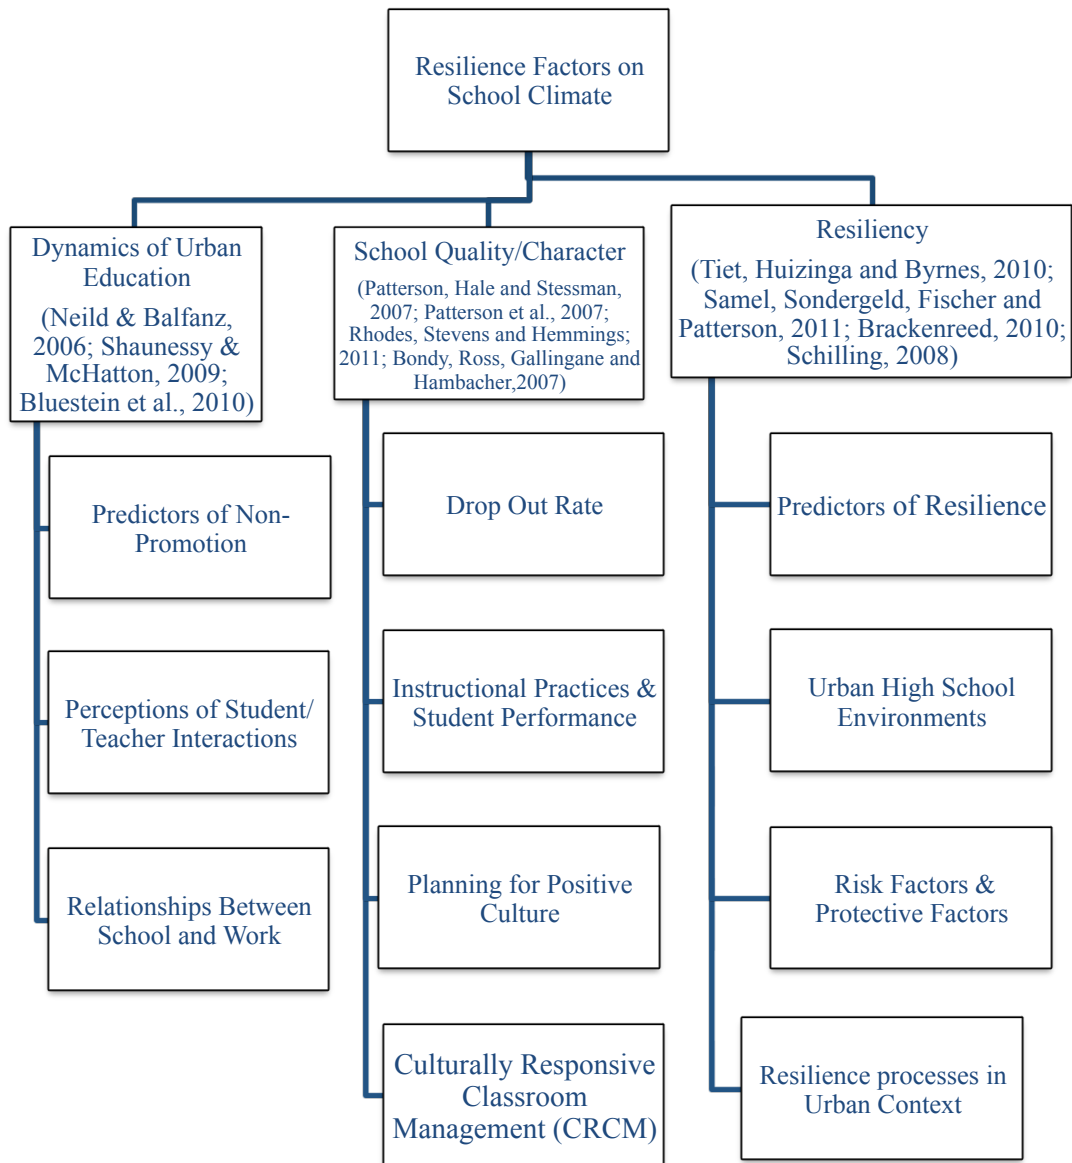 Resilience Factors on
School Climate
Dynamics of Urban
Education
(Neild & Balfanz,
2006; Shaunessy &
McHatton, 2009;
Bluestein et al., 2010)
Predictors of Non-
Promotion
Perceptions of Student/
Teacher Interactions
Relationships Between
School and Work
School Quality/Character
(Patterson, Hale and Stessman,
2007; Patterson et al., 2007;
Rhodes, Stevens and Hemmings;
2011; Bondy, Ross, Gallingane and
Hambacher,2007)
Drop Out Rate
Instructional Practices &
Student Performance
Planning for Positive
Culture
Culturally Responsive
Classroom
Management (CRCM)
Resiliency
(Tiet, Huizinga and Byrnes, 2010;
Samel, Sondergeld, Fischer and
Patterson, 2011; Brackenreed, 2010;
Schilling, 2008)
Predictors of Resilience
Urban High School
Environments
Risk Factors &
Protective Factors
Resilience processes in
Urban Context